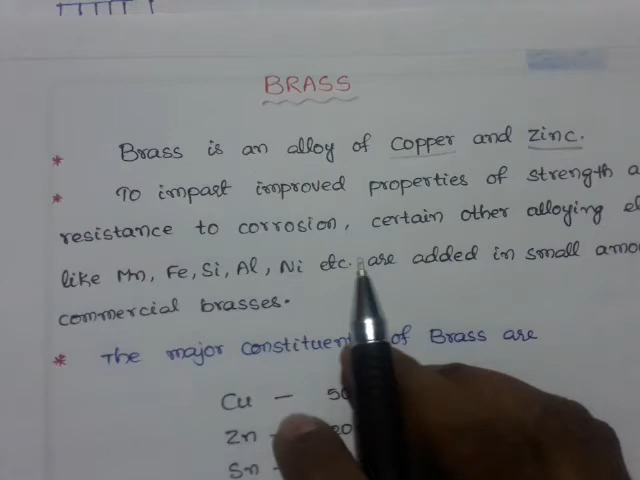 BRASS
* Brass is an alloy of copper and zinc.
* To impart improved properties of strength
resistance to corrosion, certain other alloying
like Mn, Fe, Si, Al, Ni etc. are added in small
commercial brasses.
* The major of Brass are
Cu -
Zn -
Sn -